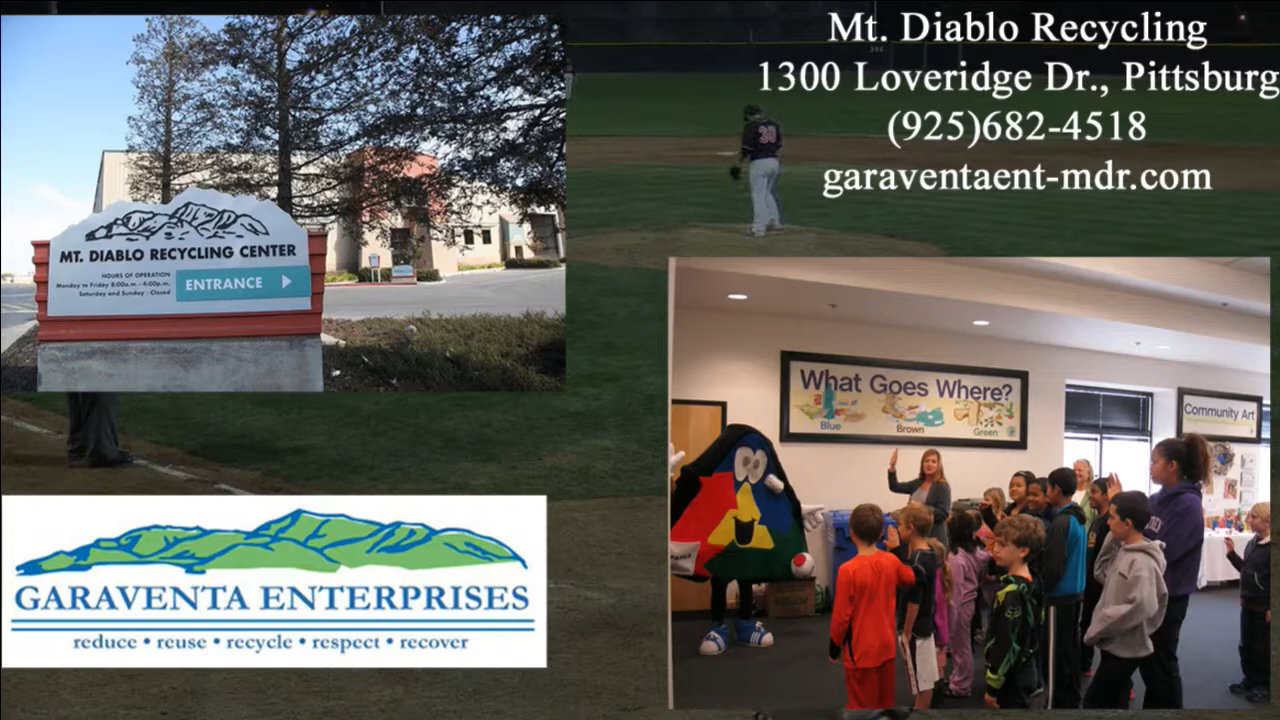 Mt. Diablo Recycling
1300 Loveridge Dr., Pittsburg
(925)682-4518
garaventaent-mdr.com
396
30
MT. DIABLO RECYCLING CENTER
HOURS OF OPERATION
Monday to Friday 8:00a.m. - 4:00p.m.
Saturday and Sunday - Closed
ENTRANCE
What Goes Where?
Blue
Brown
Green
Community Art
GARAVENTA ENTERPRISES
reduce • reuse • recycle • respect • recover